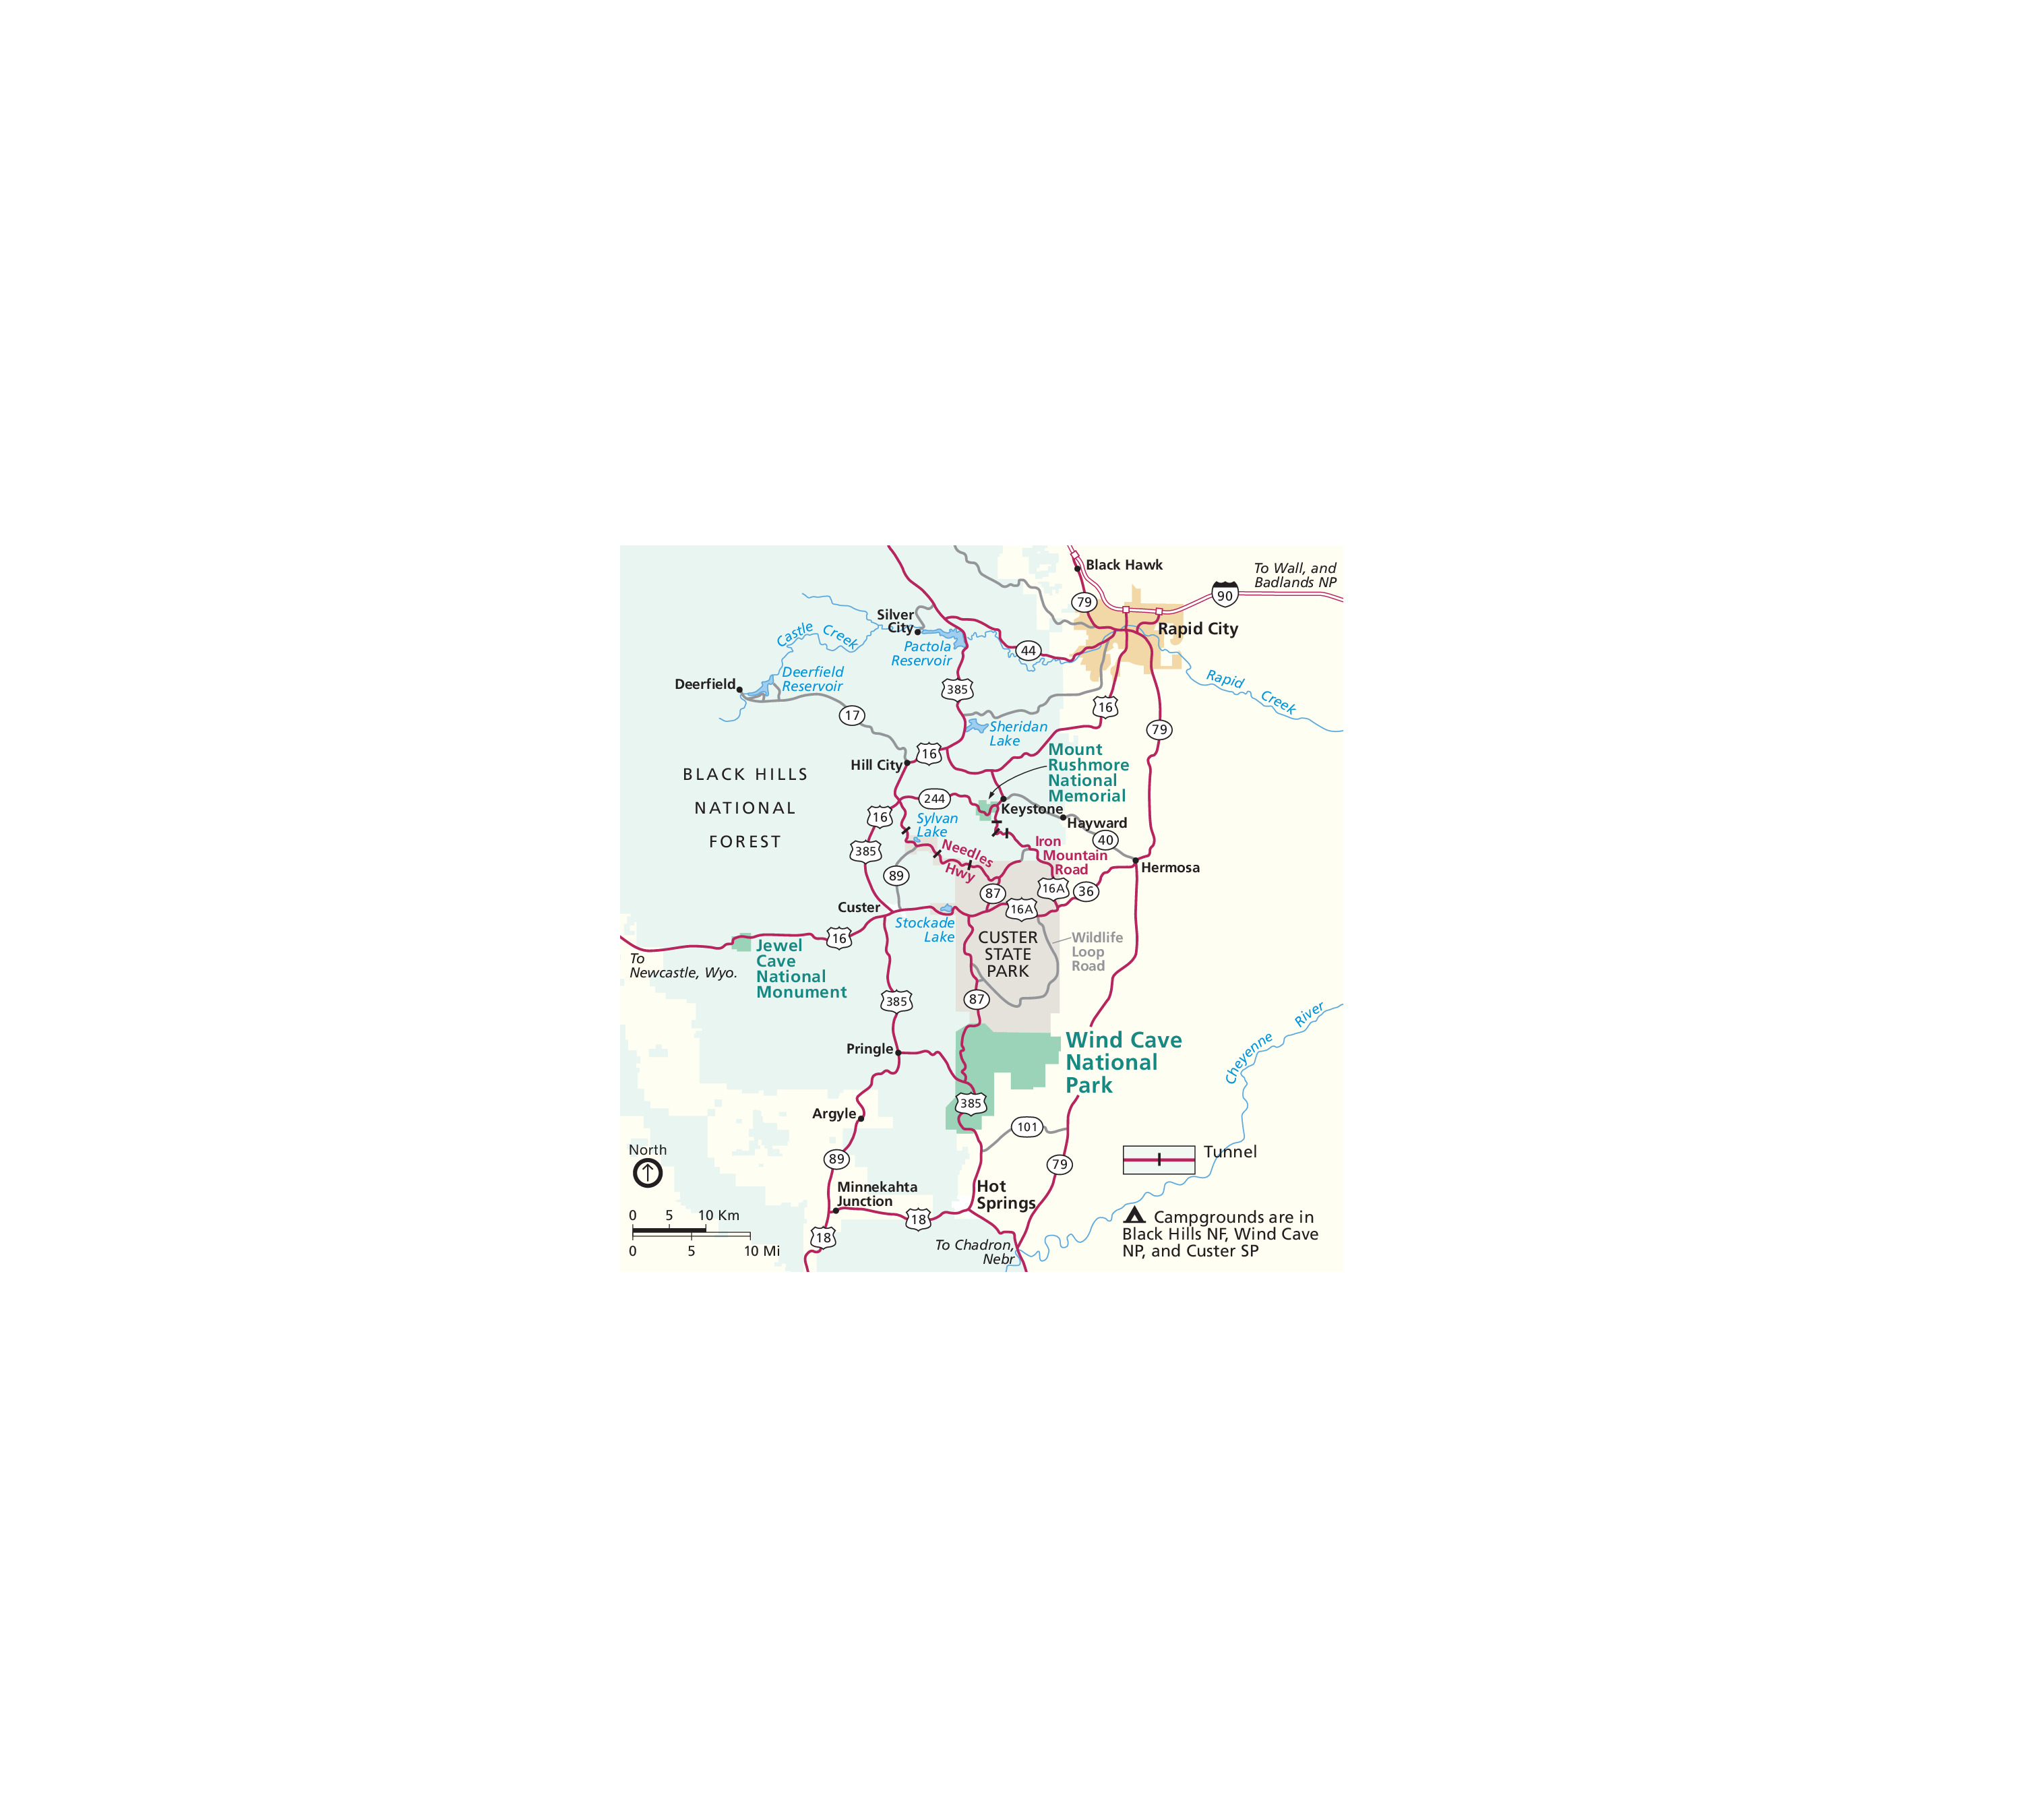 Black Hawk
To Wall, and
Badlands NP
90
79
Silver
City
Rapid City
Castle Creek
Pactola
Reservoir
44
Deerfield
Reservoir
Deerfield
385
Rapid Creek
17
16
79
Sheridan
Lake
16
Mount
Rushmore
National
Memorial
Hill City
BLACK HILLS
NATIONAL
FOREST
244
Keystone
16
Sylvan
Lake
Hayward
40
Iron
Mountain
Road
385
Needles
Hwy
Hermosa
89
87
16A
36
Custer
16A
Stockade
Lake
16
CUSTER
STATE
PARK
Wildlife
Loop
Road
Jewel
Cave
National
Monument
To
Newcastle, Wyo.
385
87
Cheyenne River
Wind Cave
National
Park
Pringle
385
Argyle
101
North
89
79
Tunnel
Minnekahta
Junction
Hot
Springs
18
18
0 5 10 Km
0 5 10 Mi
To Chadron,
Nebr
Campgrounds are in
Black Hills NF, Wind Cave
NP, and Custer SP